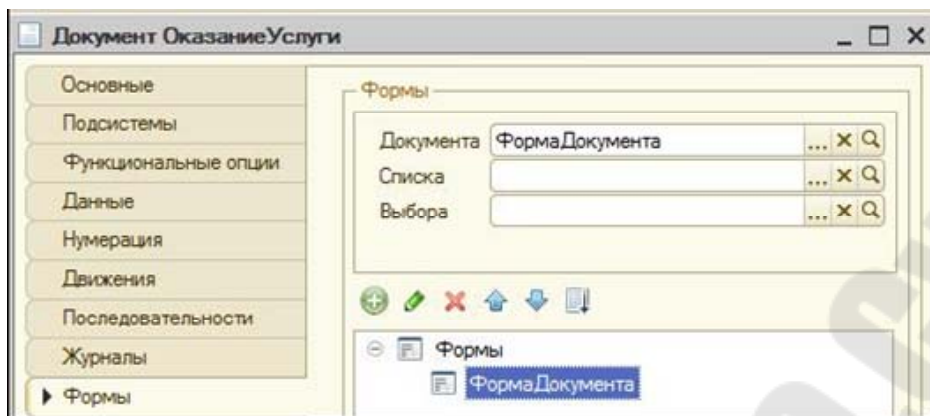 Документ ОказаниеУслуги
Основные
Подсистемы
Функциональные опции
Данные
Нумерация
Движения
Последовательности
Журналы
Формы
Формы
Документа ФормаДокумента ...
Списка ...
Выбора ...
Формы
ФормаДокумента